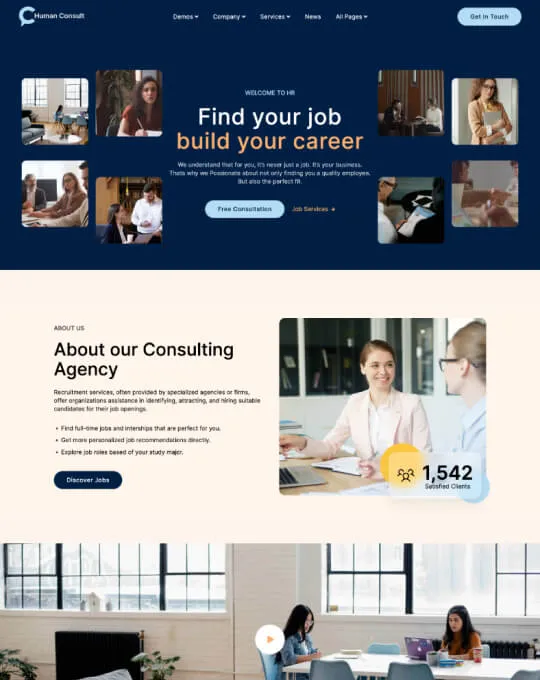 Human Consult
Demos
Company
Services
News
All Pages
Get in Touch
WELCOME TO HR
Find your job
build your career
We understand that for you, it's never just a job. It's your business.
Thats why we Possionate about not only finding you a quality employee.
But also the perfect fit.
Free Consultation
Job Services →
ABOUT US
About our Consulting
Agency
Recruitment services, often provided by specialized agencies or firms,
offer organizations assistance in identifying, attracting, and hiring suitable
candidates for their job openings.
• Find full-time jobs and interships that are perfect for you.
• Get more personalized job recommendations directly.
• Explore job roles based of your study major.
Discover Jobs
1,542
Satisfied Clients